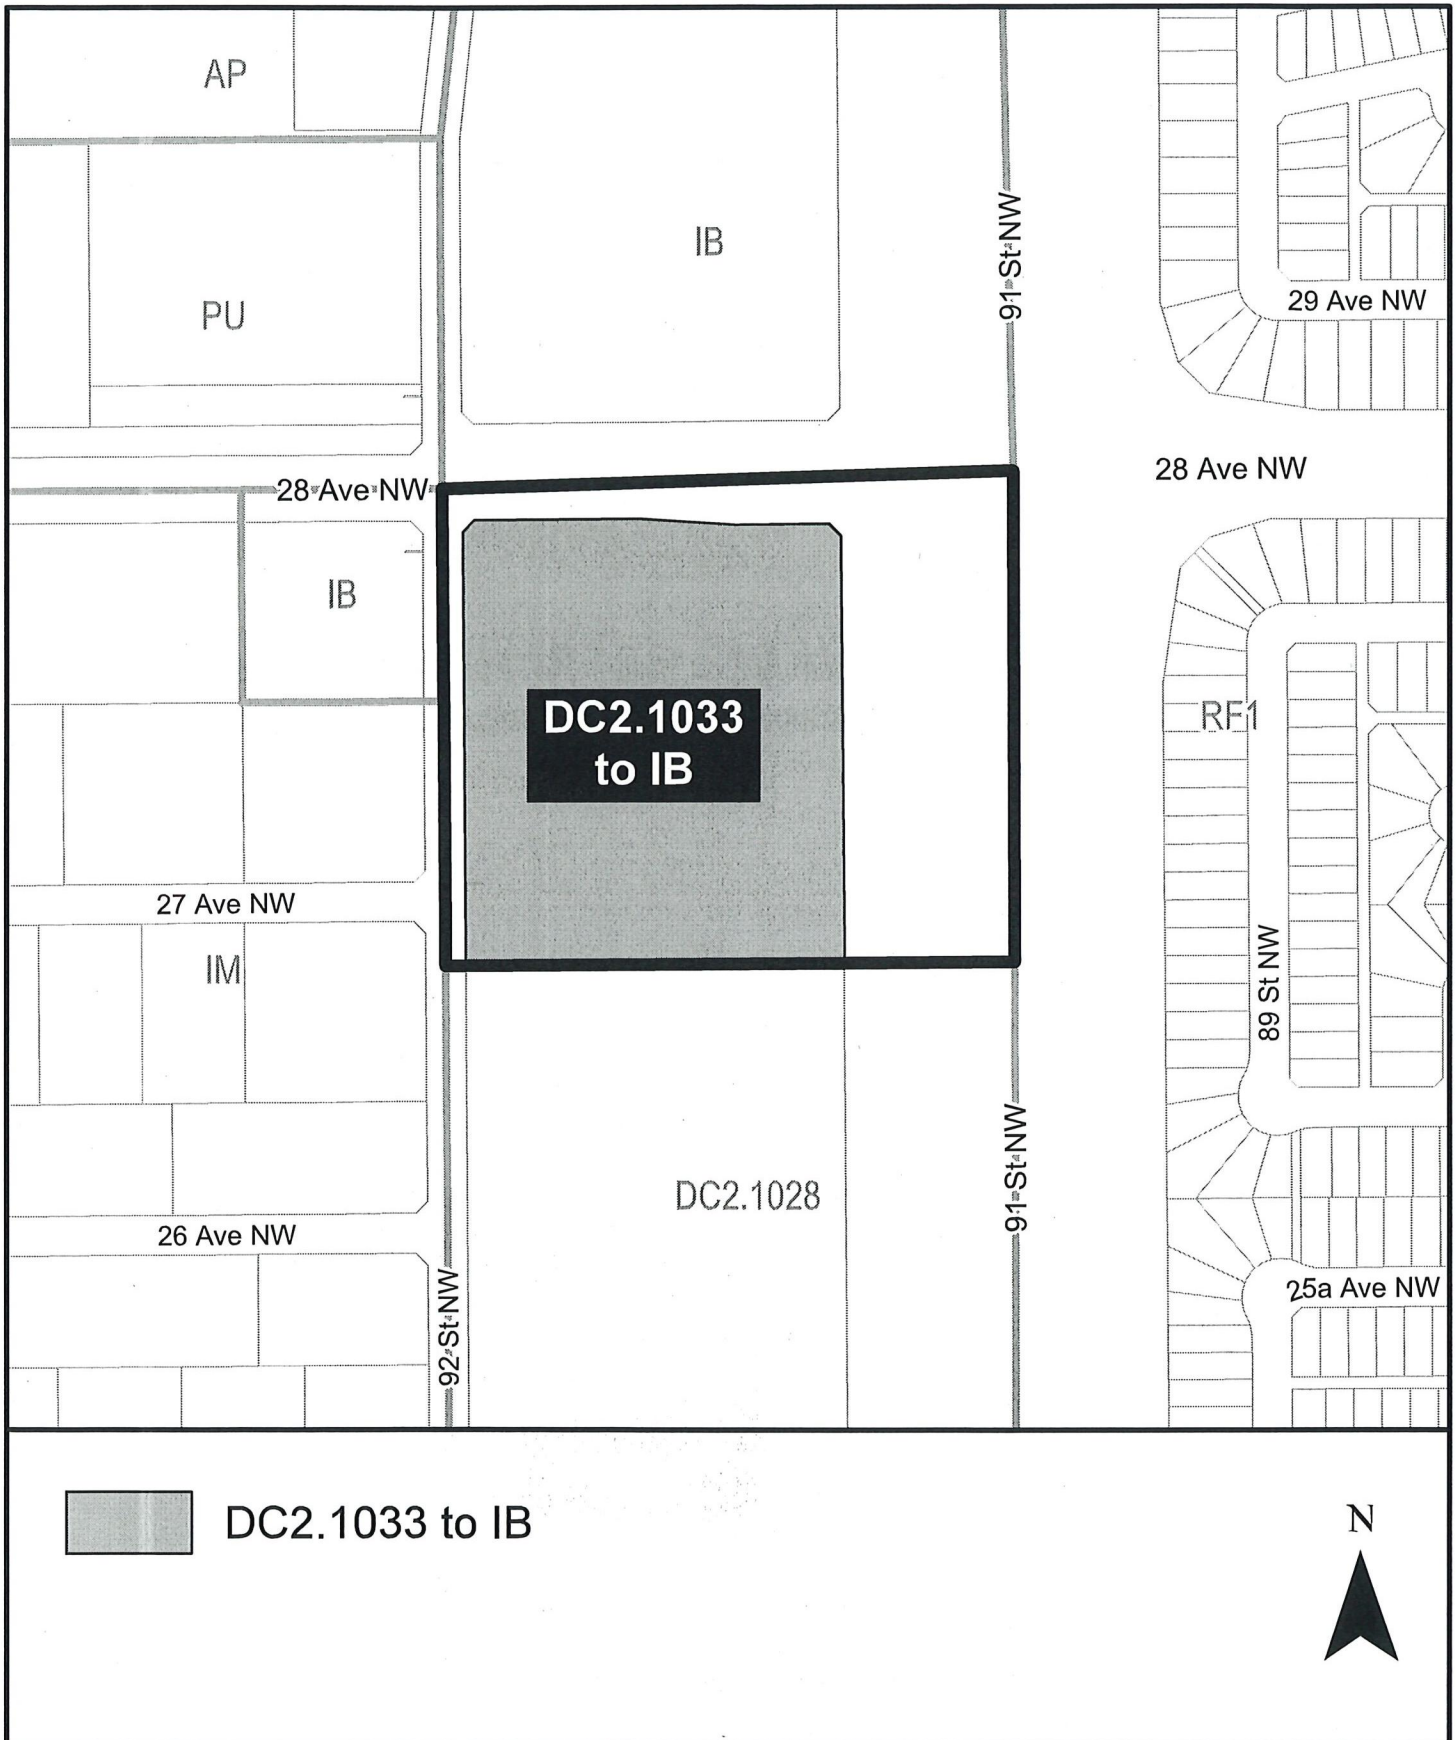 AP
IB
91 St NW
PU
29 Ave NW
28 Ave NW
28 Ave NW
IB
DC2.1033
to IB
RF1
27 Ave NW
IM
89 St NW
91 St NW
DC2.1028
26 Ave NW
92 St NW
25a Ave NW
DC2.1033 to IB
N